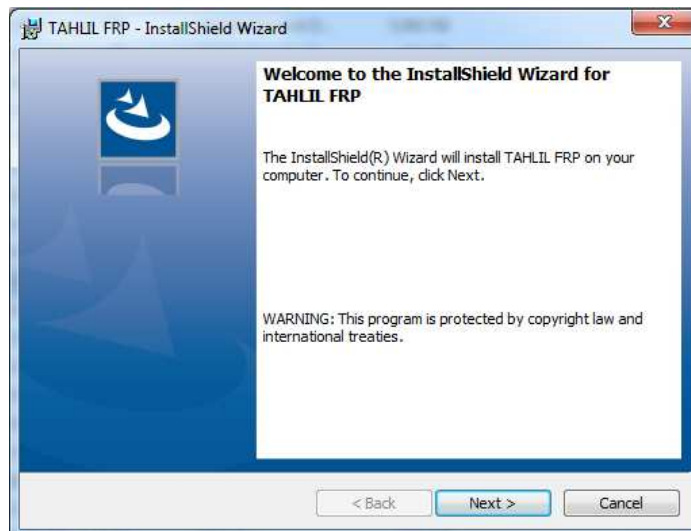 TAHLIL FRP - InstallShield Wizard
Welcome to the InstallShield Wizard for
TAHLIL FRP
The InstallShield(R) Wizard will install TAHLIL FRP on your
computer. To continue, click Next.
WARNING: This program is protected by copyright law and
international treaties.
< Back
Next >
Cancel